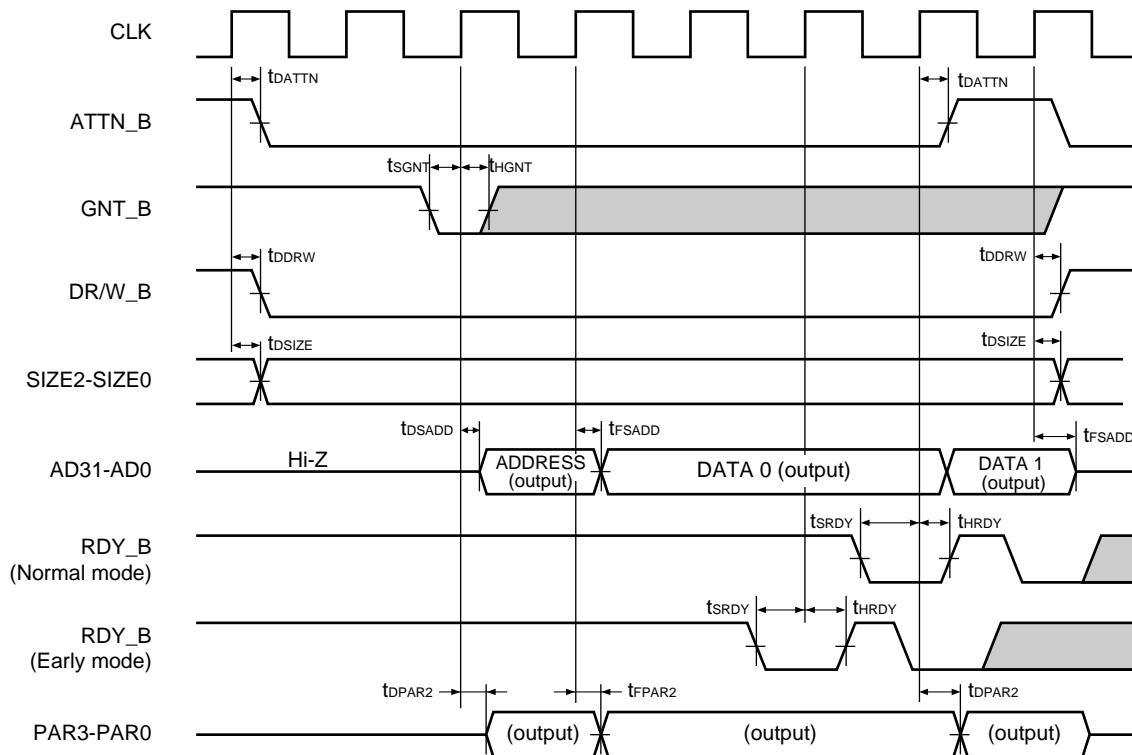 CLK
tDATTN
tDATTN
ATTN_B
tSGNT
tHGNT
GNT_B
tDDRW
tDDRW
DR/W_B
tDSIZE
tDSIZE
SIZE2-SIZE0
tDSADD
tFSADD
tFSADD
AD31-AD0
Hi-Z
ADDRESS
(output)
DATA 0 (output)
DATA 1
(output)
tSRDY
tHRDY
RDY_B
(Normal mode)
tSRDY
tHRDY
RDY_B
(Early mode)
tDPAR2
tFPAR2
tDPAR2
PAR3-PAR0
(output)
(output)
(output)